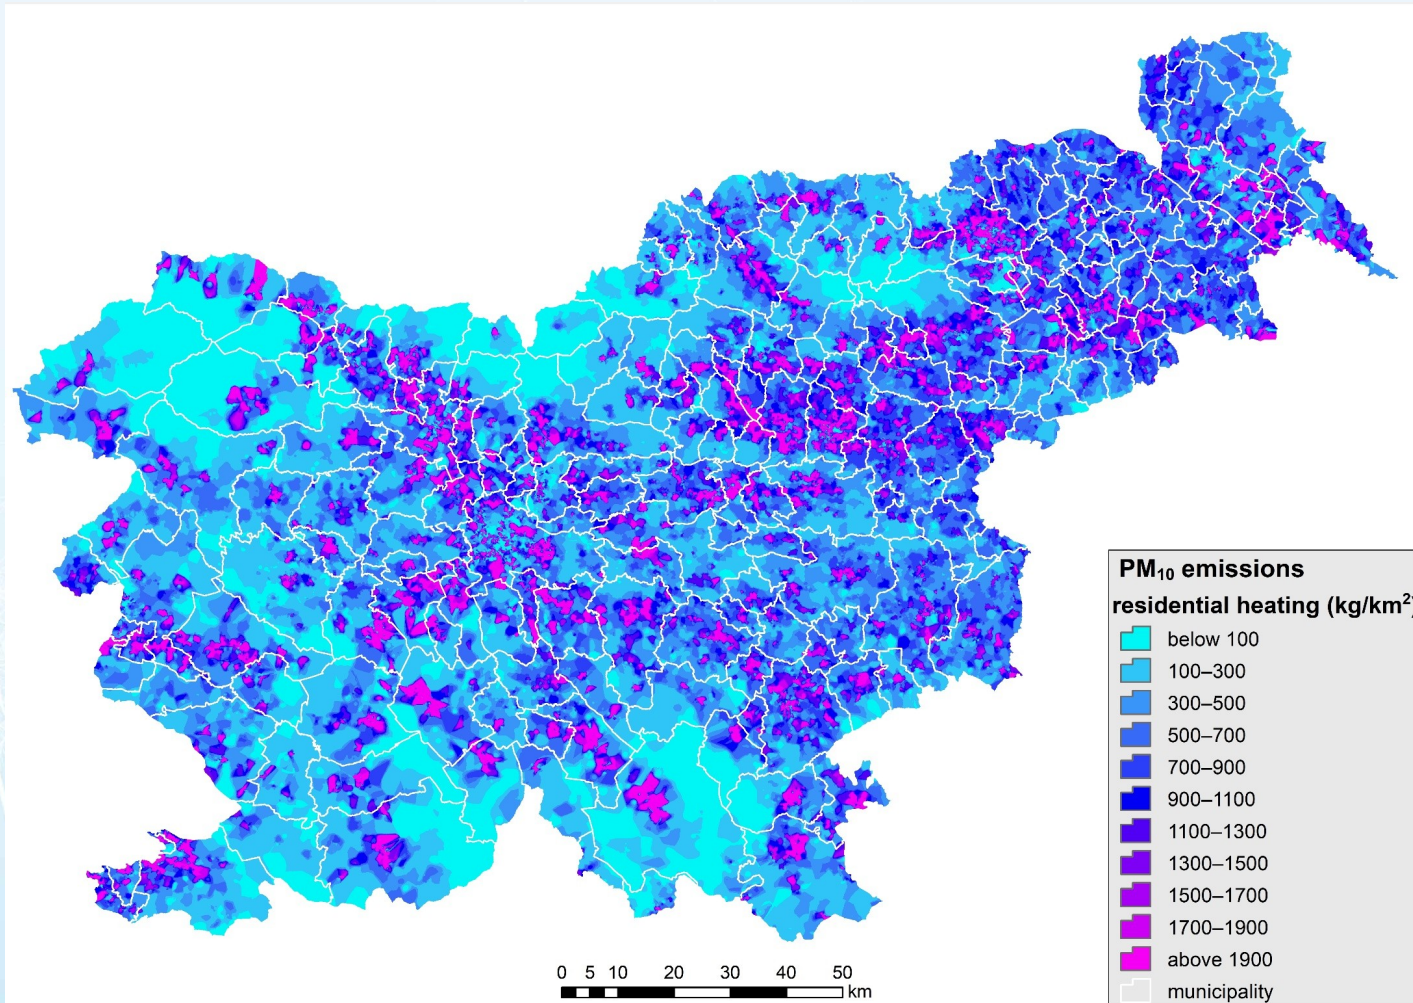 PM₁₀ emissions
residential heating (kg/km²)
below 100
100–300
300–500
500–700
700–900
900–1100
1100–1300
1300–1500
1500–1700
1700–1900
above 1900
municipality
0 5 10 20 30 40 50
km